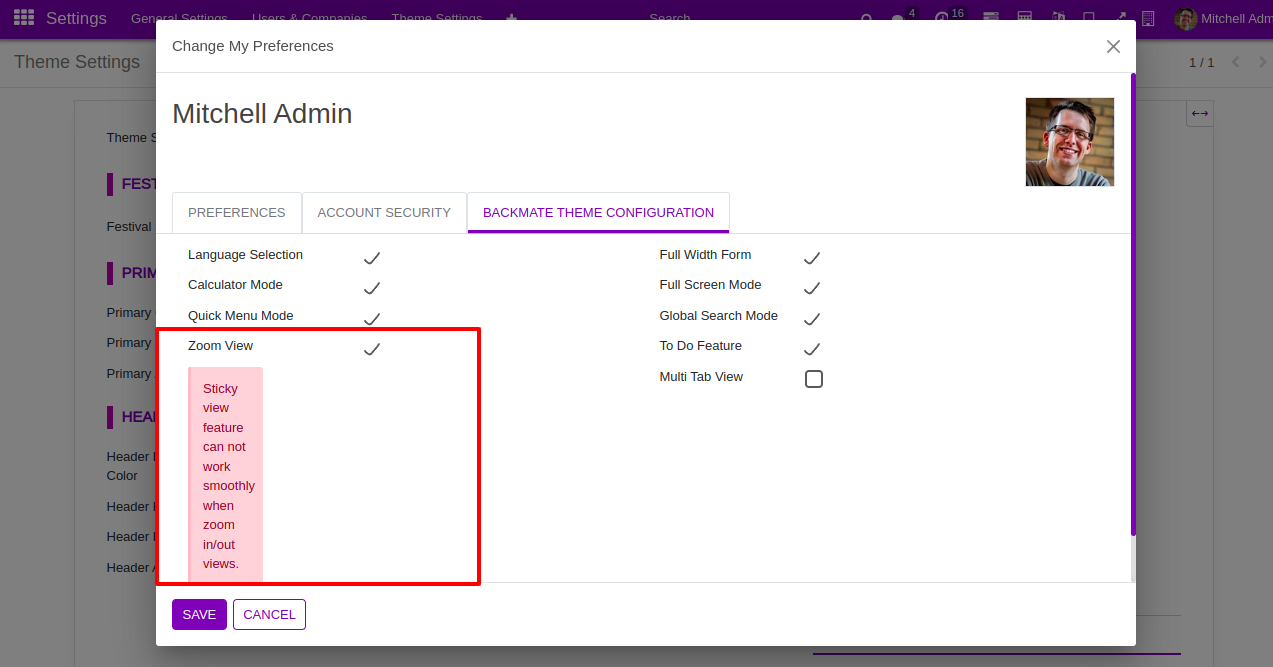 Settings General Settings Users & Companies Theme Settings Search 4 16 Mitchell Adm
Theme Settings 1 / 1
Change My Preferences
Mitchell Admin
PREFERENCES ACCOUNT SECURITY BACKMATE THEME CONFIGURATION
Language Selection Full Width Form
Calculator Mode Full Screen Mode
Quick Menu Mode Global Search Mode
Zoom View To Do Feature
Multi Tab View
Sticky
view
feature
can not
work
smoothly
when
zoom
in/out
views.
SAVE CANCEL
Theme S
FEST
Festival
PRIM
Primary
Primary
Primary
HEA
Header
Color
Header
Header
Header